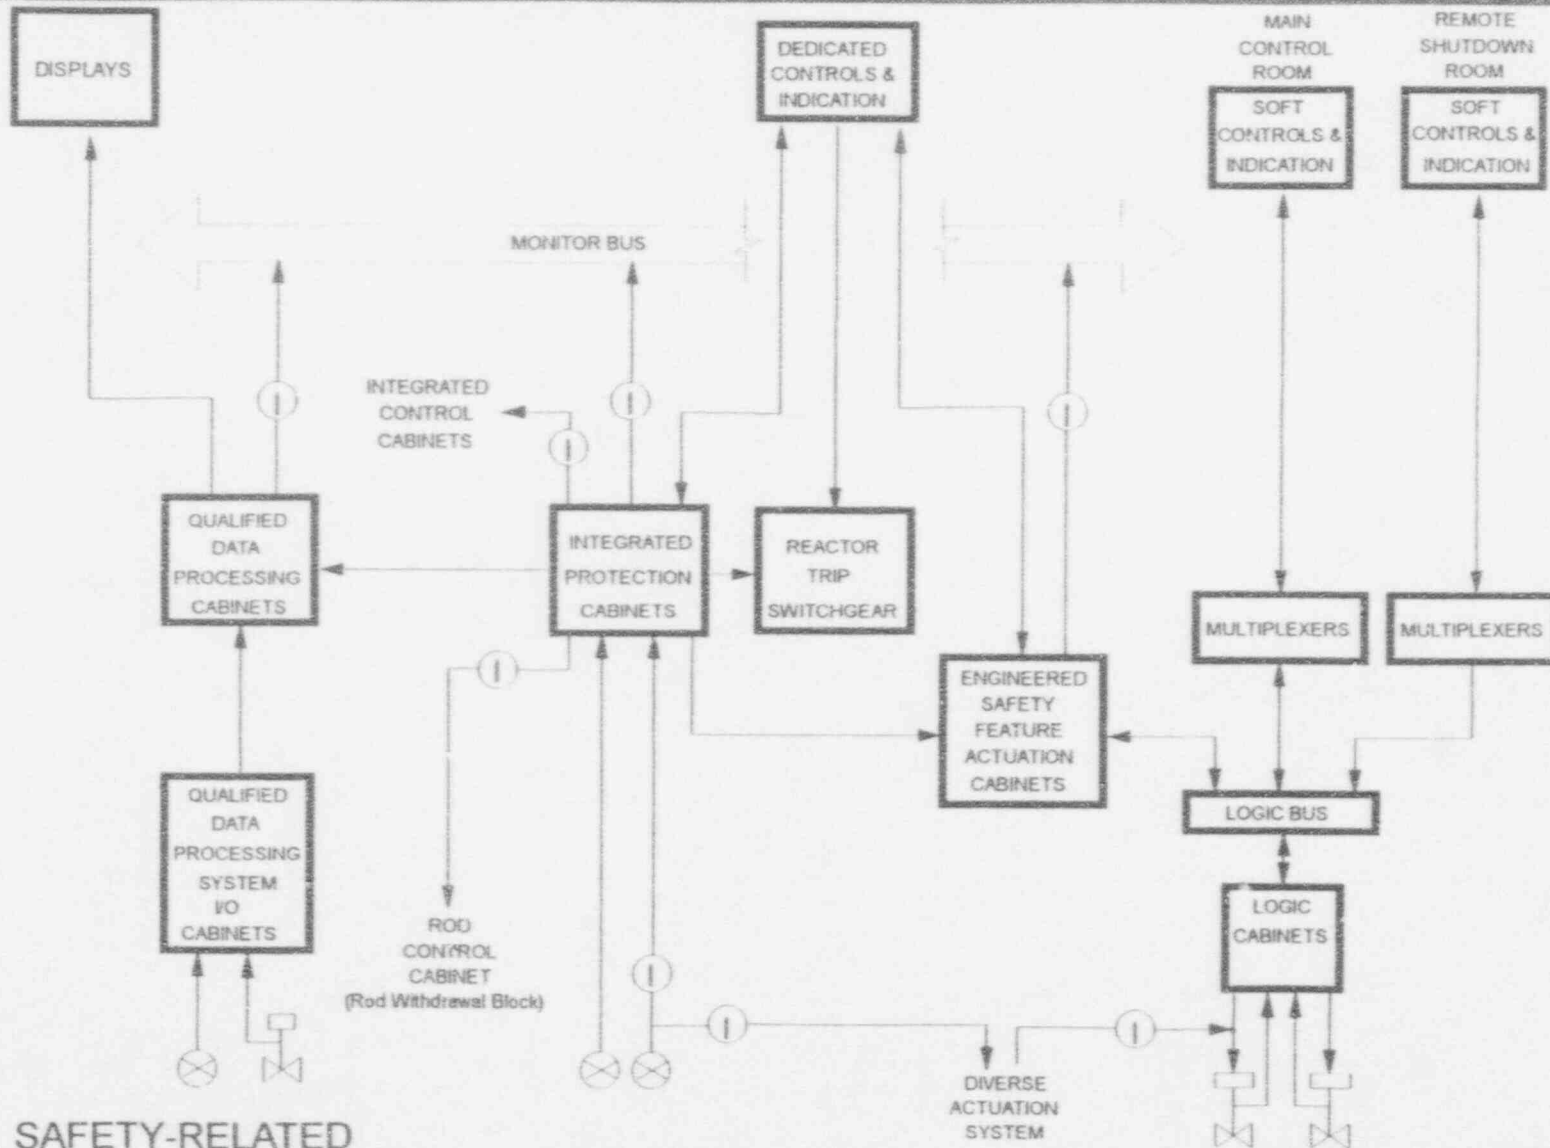 DISPLAYS
DEDICATED
CONTROLS &
INDICATION
MAIN
CONTROL
ROOM
SOFT
CONTROLS &
INDICATION
REMOTE
SHUTDOWN
ROOM
SOFT
CONTROLS &
INDICATION
MONITOR BUS
INTEGRATED
CONTROL
CABINETS
QUALIFIED
DATA
PROCESSING
CABINETS
INTEGRATED
PROTECTION
CABINETS
REACTOR
TRIP
SWITCHGEAR
MULTIPLEXERS
MULTIPLEXERS
ENGINEERED
SAFETY
FEATURE
ACTUATION
CABINETS
QUALIFIED
DATA
PROCESSING
SYSTEM
I/O
CABINETS
LOGIC BUS
LOGIC
CABINETS
ROD
CONTROL
CABINET
(Rod Withdrawal Block)
DIVERSE
ACTUATION
SYSTEM
SAFETY-RELATED